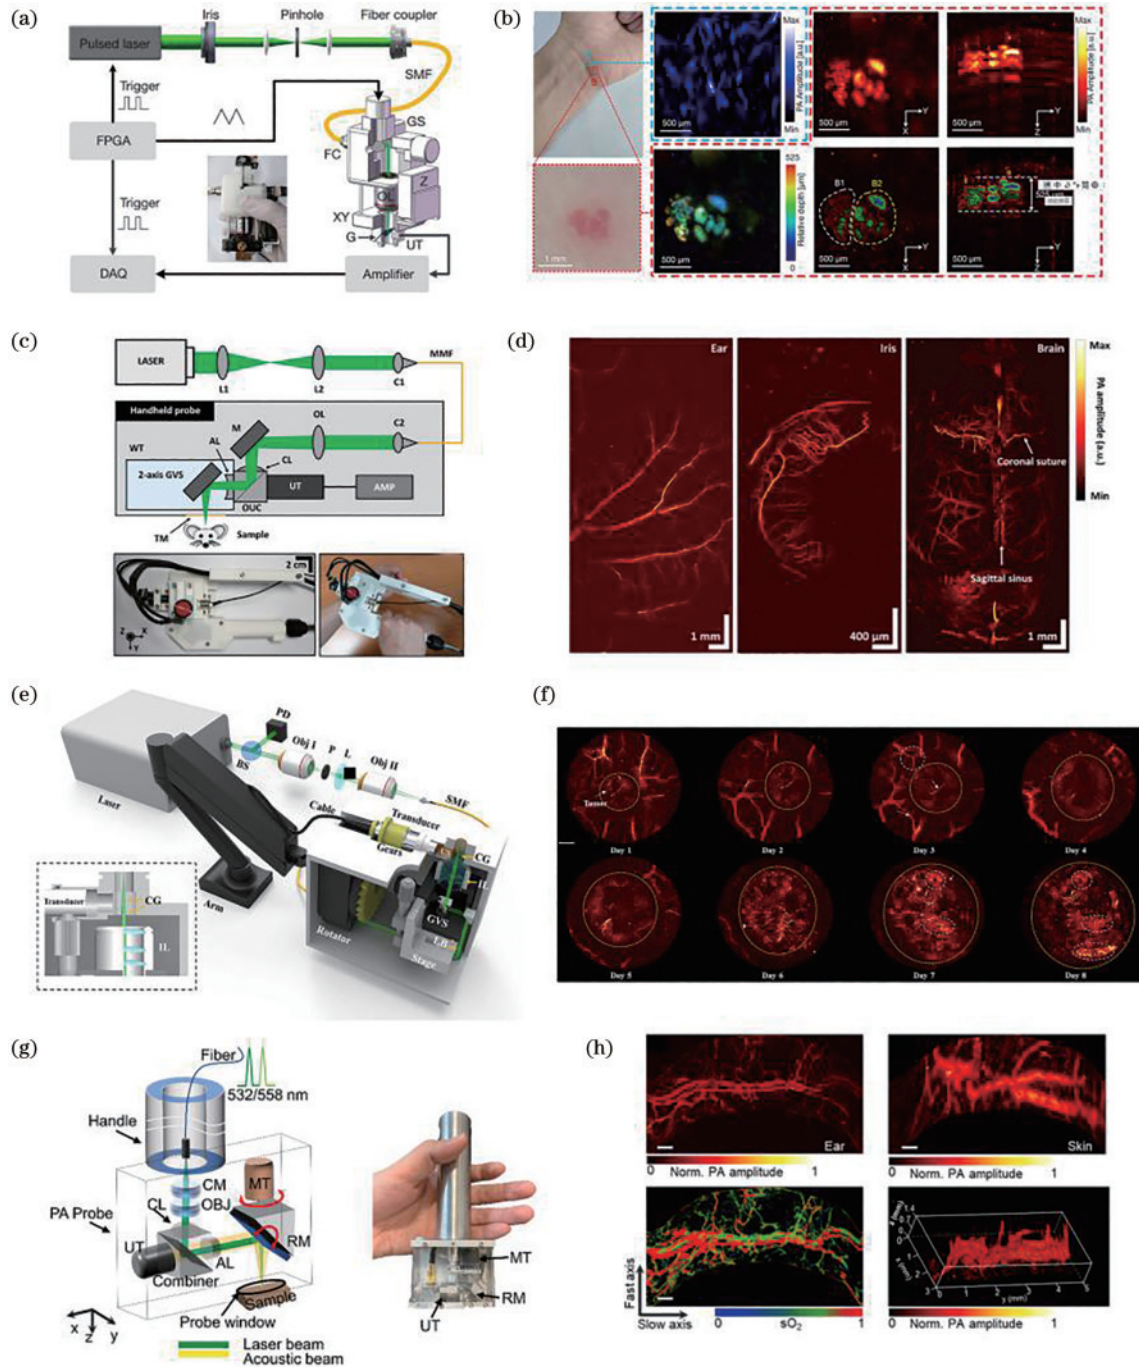 (a)
Iris
Pinhole
Fiber coupler
Pulsed laser
SMF
Trigger
GS
FPGA
FC
Z
OL
Trigger
XY
G
UT
DAQ
Amplifier
(b)
Max
PA Amplitude [a.u.]
Min
500 µm
500 µm
Y
X
500 µm
Y
Z
Max
PA Amplitude [a.u.]
Min
1 mm
500 µm
525
Relative depth [µm]
0
B1
B2
500 µm
Y
X
500 µm
Y
Z
(c)
LASER
L1
L2
C1
MMF
Handheld probe
M
OL
C2
WT
AL
CL
2-axis GVS
UT
AMP
OUC
TM
Sample
2 cm
Z
X
Y
(d)
Ear
1 mm
Iris
400 µm
Brain
Coronal suture
Sagittal sinus
1 mm
Max
PA amplitude (a.u.)
Min
(e)
PD
BS
Obj I
P
L
Obj II
SMF
Laser
Cable
Transducer
Gears
CG
IL
GVS
Arm
Rotator
Stage
Transducer
CG
IL
(f)
Tumor
Day 1
Day 2
Day 3
Day 4
Day 5
Day 6
Day 7
Day 8
(g)
Fiber
532/558 nm
Handle
CM
MT
CL
OBJ
PA Probe
RM
UT
AL
Combiner
Sample
x
z
y
Probe window
Laser beam
Acoustic beam
MT
RM
UT
(h)
Ear
0 Norm. PA amplitude 1
Skin
0 Norm. PA amplitude 1
Fast axis
Slow axis
0 sO₂ 1
y (mm)
0 Norm. PA amplitude 1